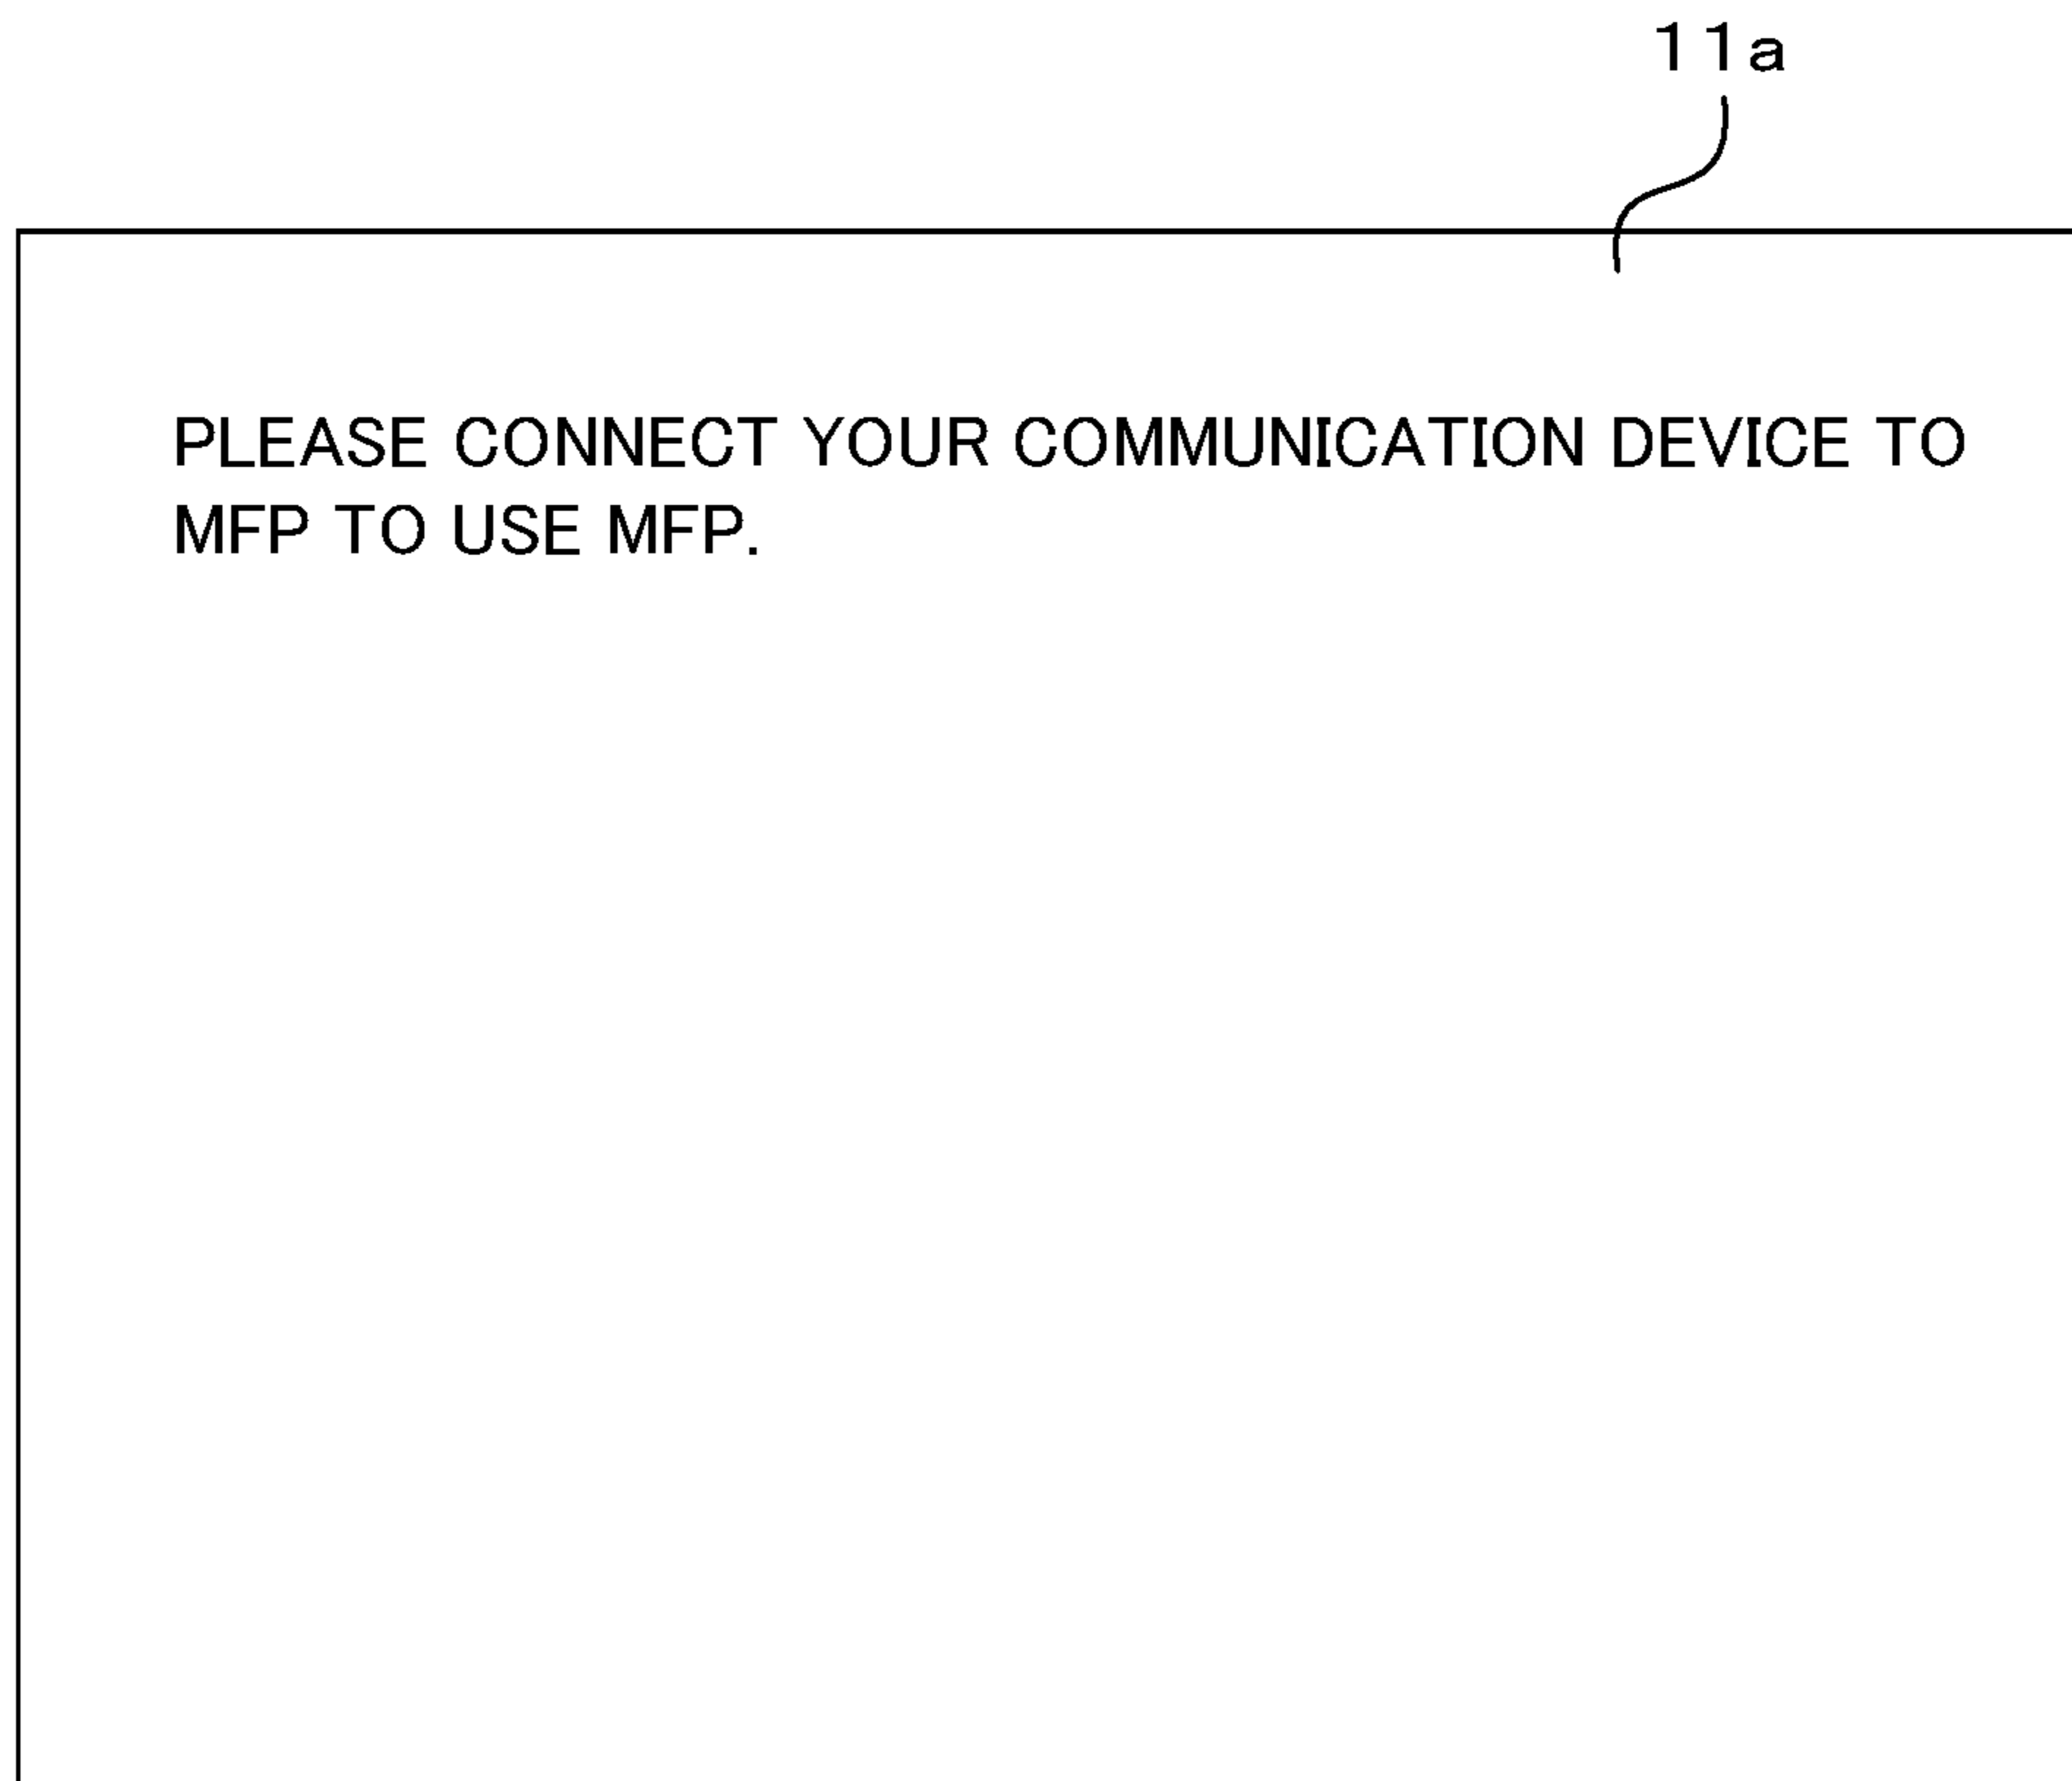 11a
PLEASE CONNECT YOUR COMMUNICATION DEVICE TO
MFP TO USE MFP.